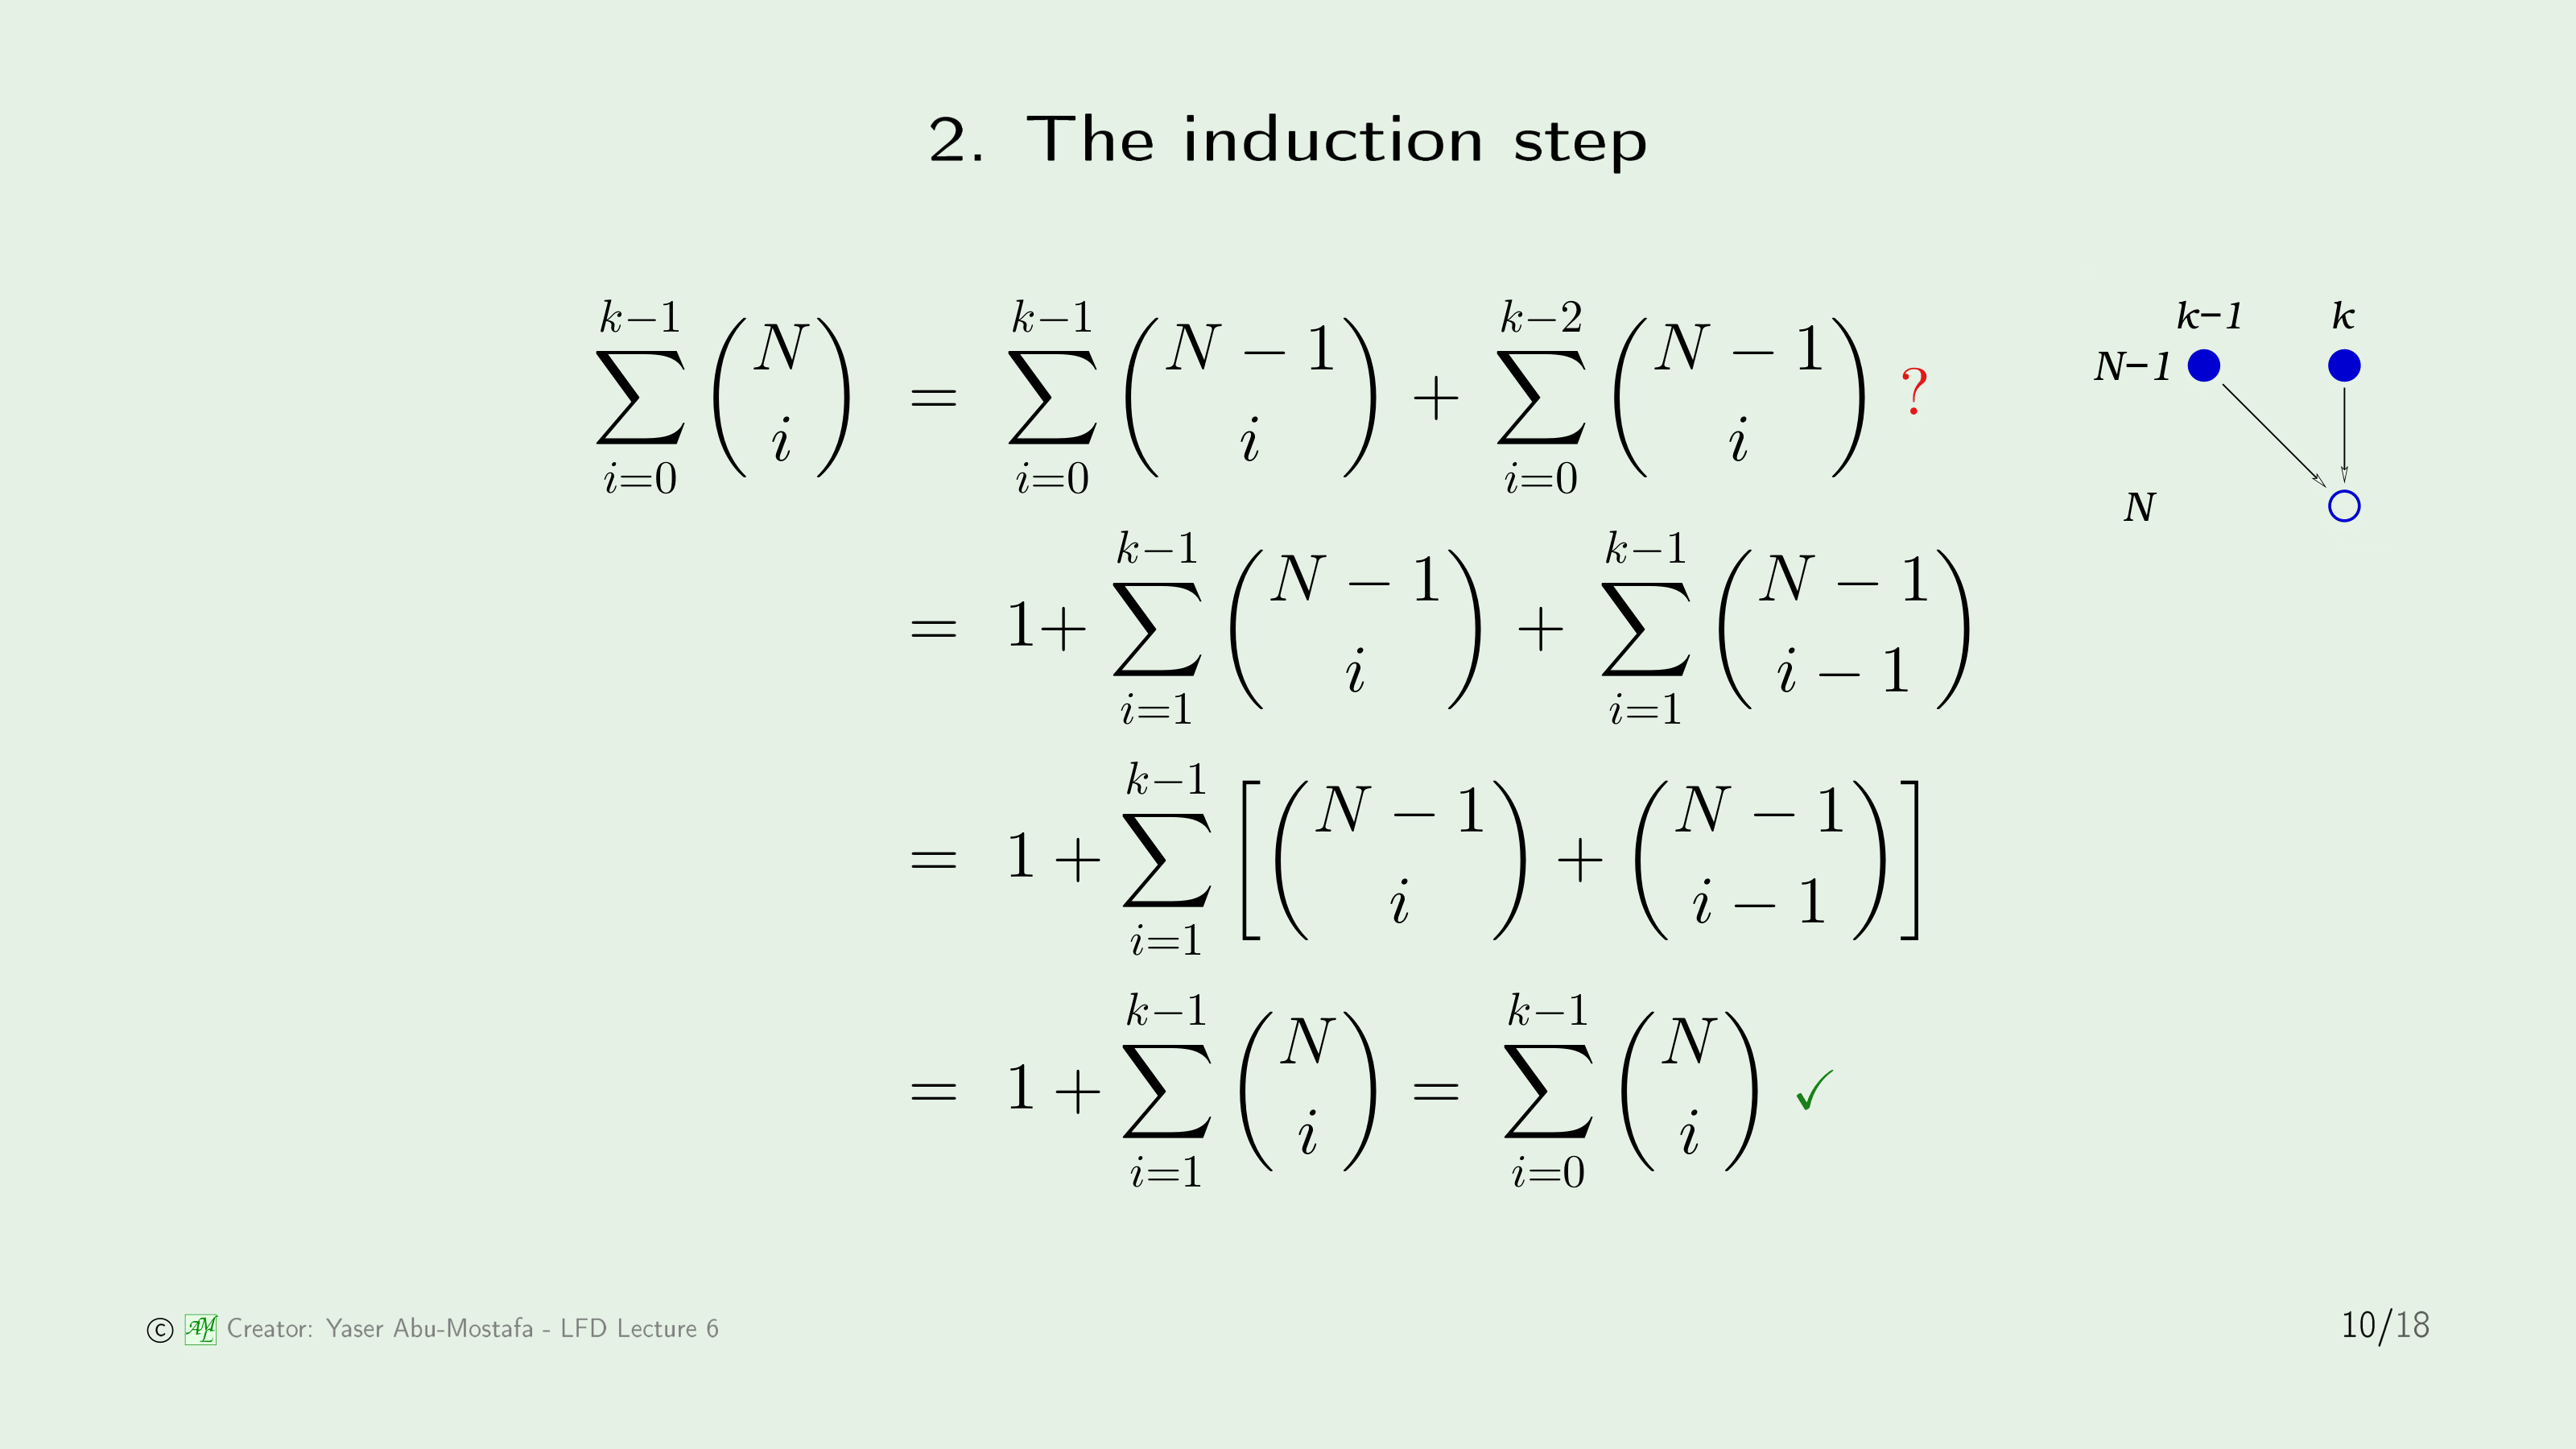 2. The induction step
\sum_{i=0}^{k-1} \binom{N}{i} = \sum_{i=0}^{k-1} \binom{N-1}{i} + \sum_{i=0}^{k-2} \binom{N-1}{i} ?
k−1 k
N−1
N
= 1+ \sum_{i=1}^{k-1} \binom{N-1}{i} + \sum_{i=1}^{k-1} \binom{N-1}{i-1}
= 1 + \sum_{i=1}^{k-1} \left[ \binom{N-1}{i} + \binom{N-1}{i-1} \right]
= 1 + \sum_{i=1}^{k-1} \binom{N}{i} = \sum_{i=0}^{k-1} \binom{N}{i} ✓
© AML Creator: Yaser Abu-Mostafa - LFD Lecture 6
10/18